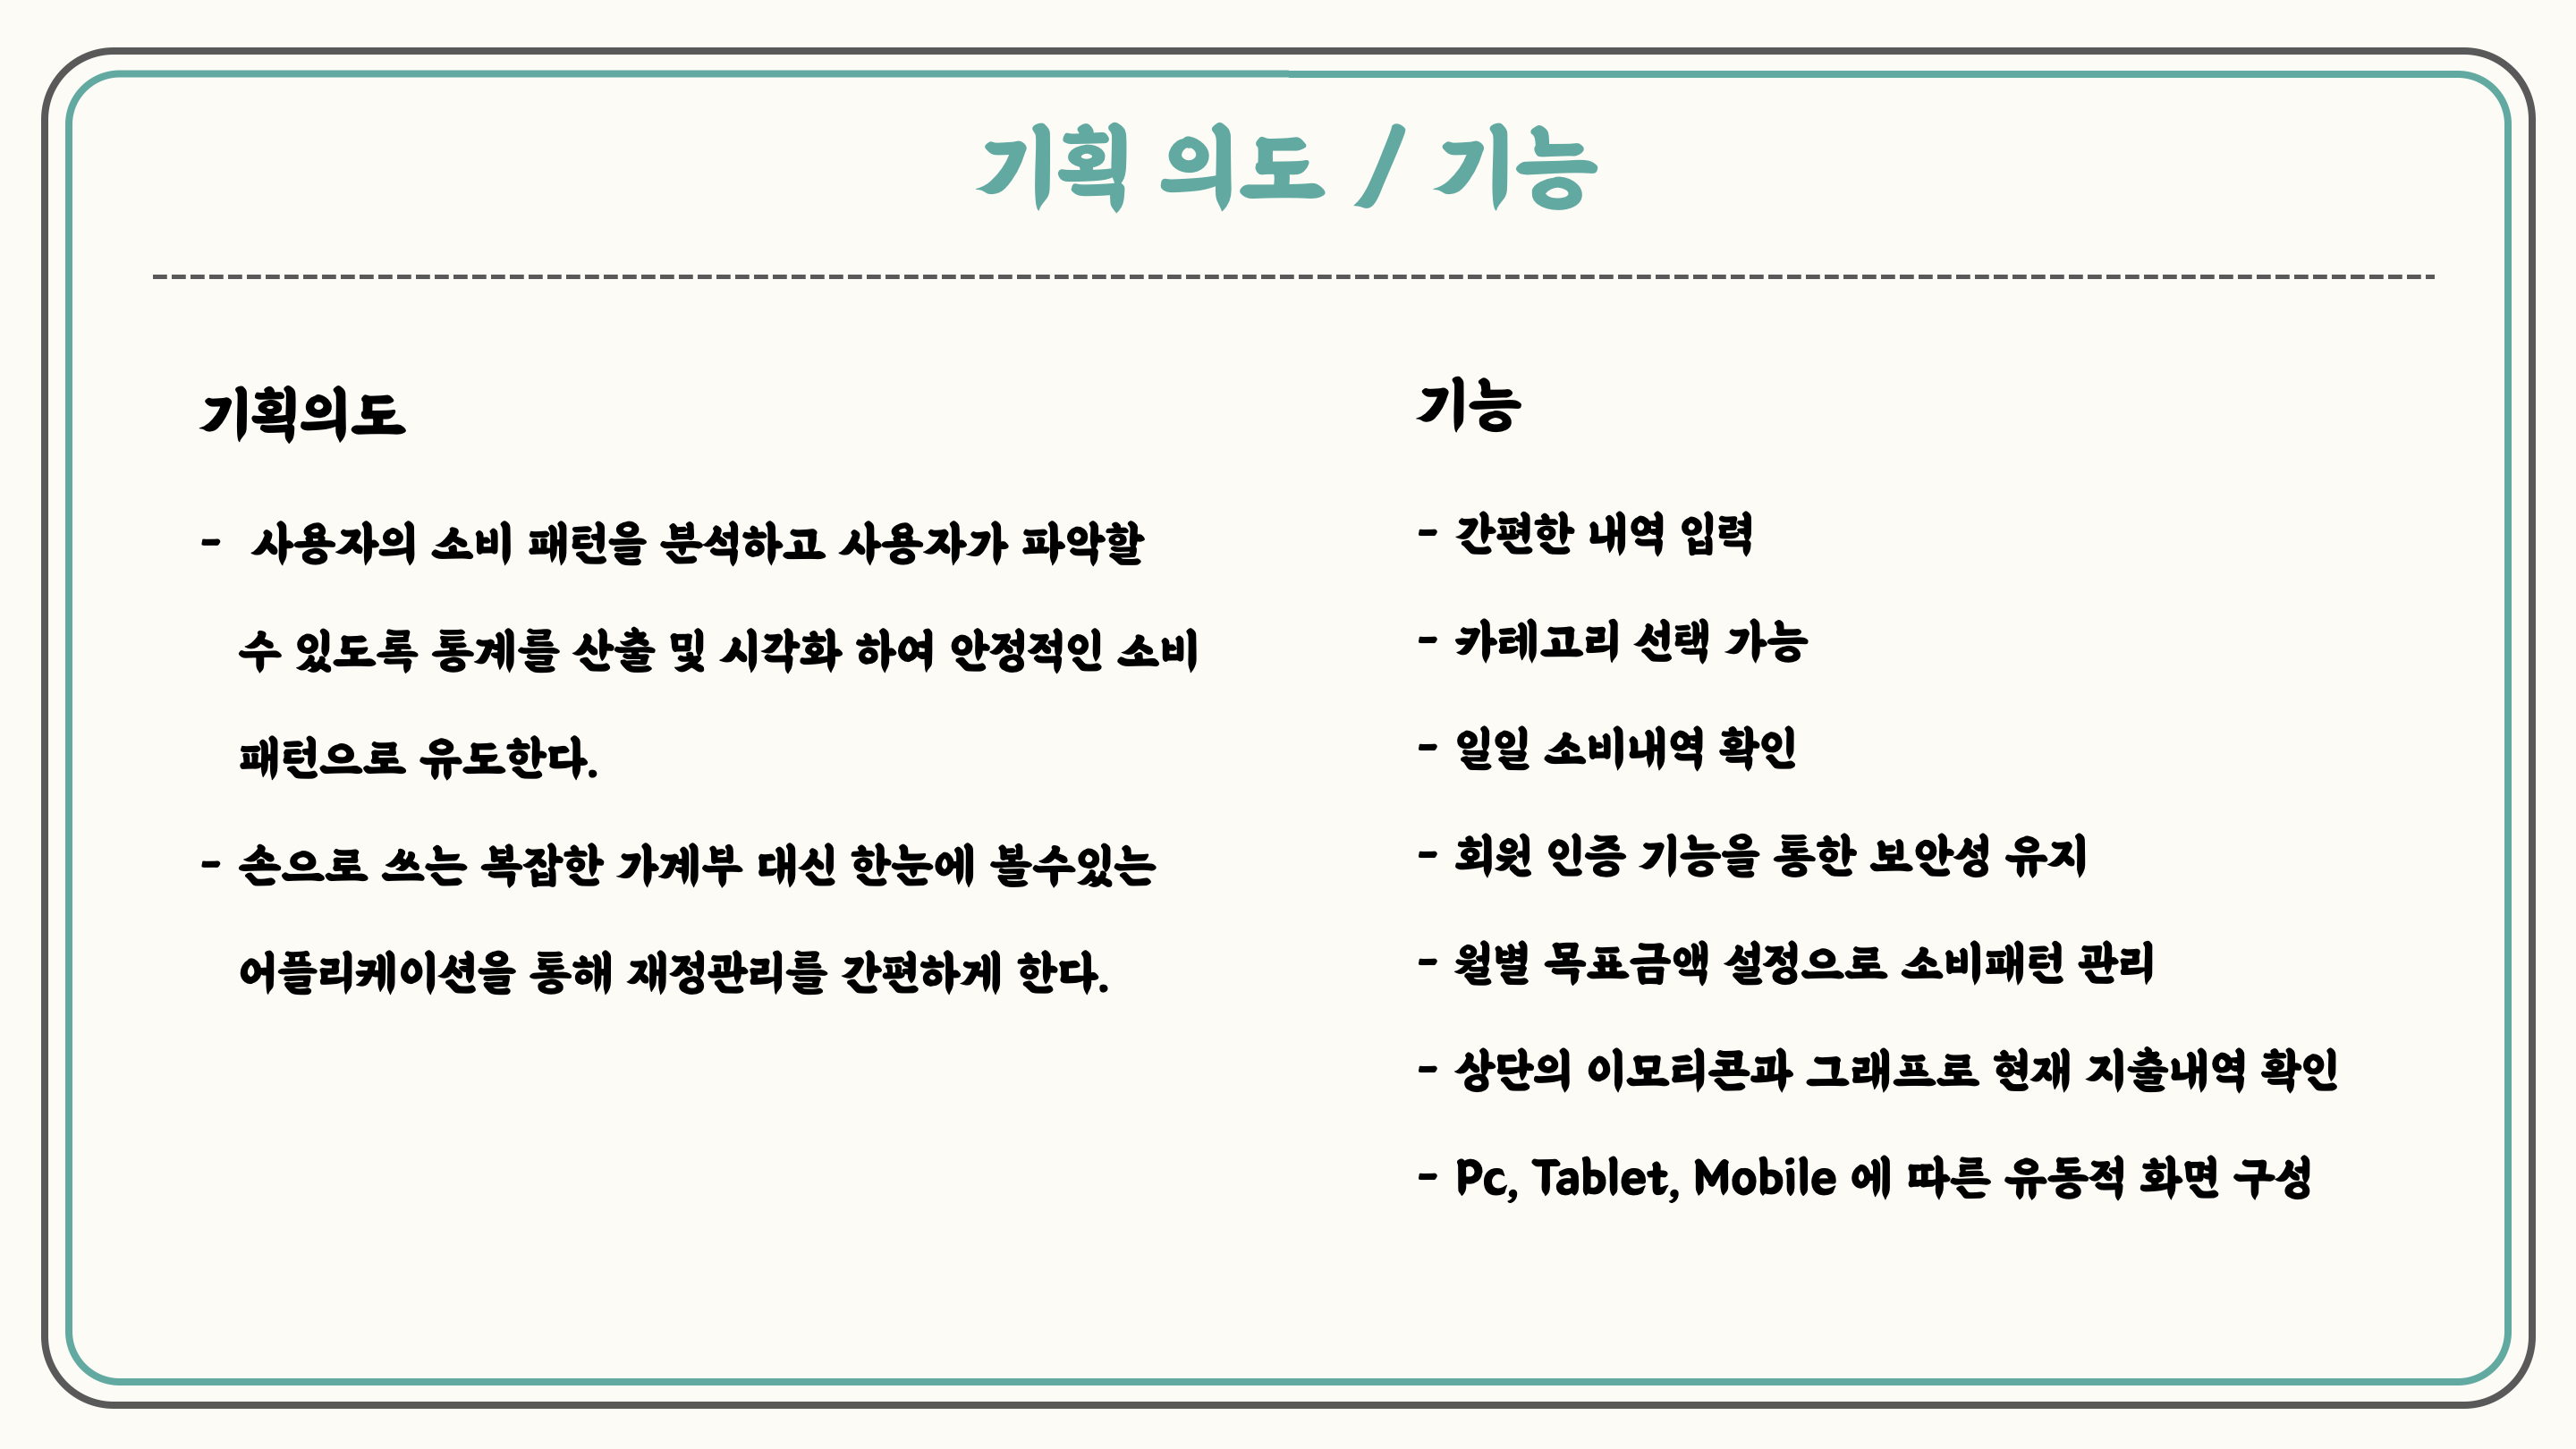 기획 의도 / 기능
기획의도
- 사용자의 소비 패턴을 분석하고 사용자가 파악할
수 있도록 통계를 산출 및 시각화 하여 안정적인 소비
패턴으로 유도한다.
- 손으로 쓰는 복잡한 가계부 대신 한눈에 볼수있는
어플리케이션을 통해 재정관리를 간편하게 한다.
기능
- 간편한 내역 입력
- 카테고리 선택 가능
- 일일 소비내역 확인
- 회원 인증 기능을 통한 보안성 유지
- 월별 목표금액 설정으로 소비패턴 관리
- 상단의 이모티콘과 그래프로 현재 지출내역 확인
- Pc, Tablet, Mobile 에 따른 유동적 화면 구성